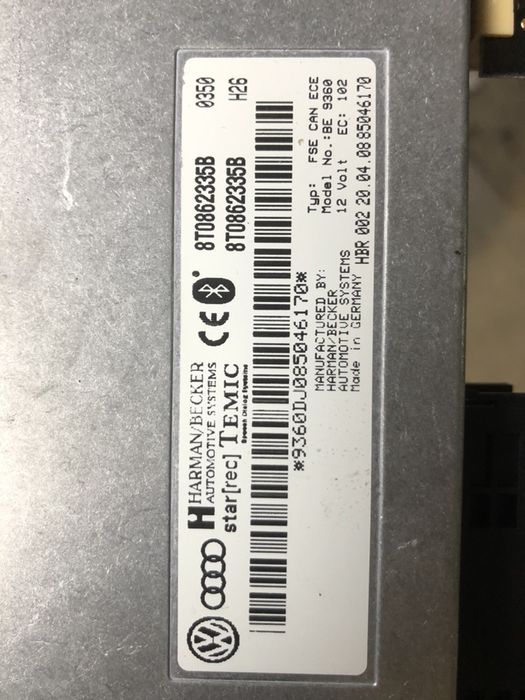 HARMAN/BECKER
AUTOMOTIVE SYSTEMS
star[rec] TEMIC
Speech Dialog Systems
CE
8T0862335B 0350
8T0862335B H26
*9360DJ085046170*
MANUFACTURED BY:
HARMAN/BECKER
AUTOMOTIVE SYSTEMS
Made in GERMANY
Typ: FSE CAN ECE
Model No.:BE 9360
12 Volt EC: 102
HBR 002 20.04.08 85046170